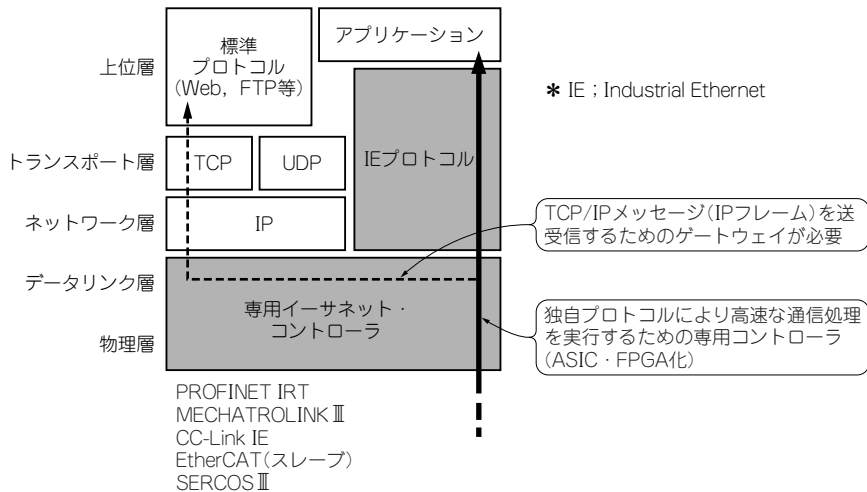 上位層
標準
プロトコル
(Web，FTP等)
アプリケーション
＊ IE；Industrial Ethernet
トランスポート層
TCP
UDP
IEプロトコル
ネットワーク層
IP
TCP/IPメッセージ(IPフレーム)を送
受信するためのゲートウェイが必要
データリンク層
専用イーサネット・
コントローラ
物理層
独自プロトコルにより高速な通信処理
を実行するための専用コントローラ
(ASIC・FPGA化)
PROFINET IRT
MECHATROLINKⅢ
CC-Link IE
EtherCAT(スレーブ)
SERCOSⅢ